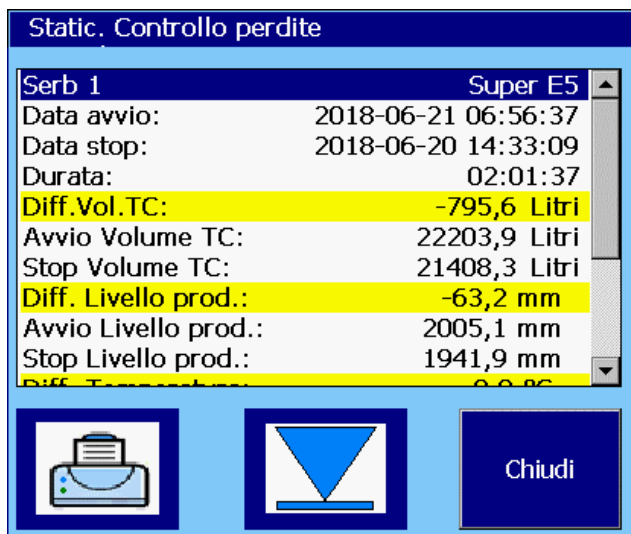 Static. Controllo perdite
Serb 1 Super E5
Data avvio: 2018-06-21 06:56:37
Data stop: 2018-06-20 14:33:09
Durata: 02:01:37
Diff.Vol.TC: -795,6 Litri
Avvio Volume TC: 22203,9 Litri
Stop Volume TC: 21408,3 Litri
Diff. Livello prod.: -63,2 mm
Avvio Livello prod.: 2005,1 mm
Stop Livello prod.: 1941,9 mm
Chiudi